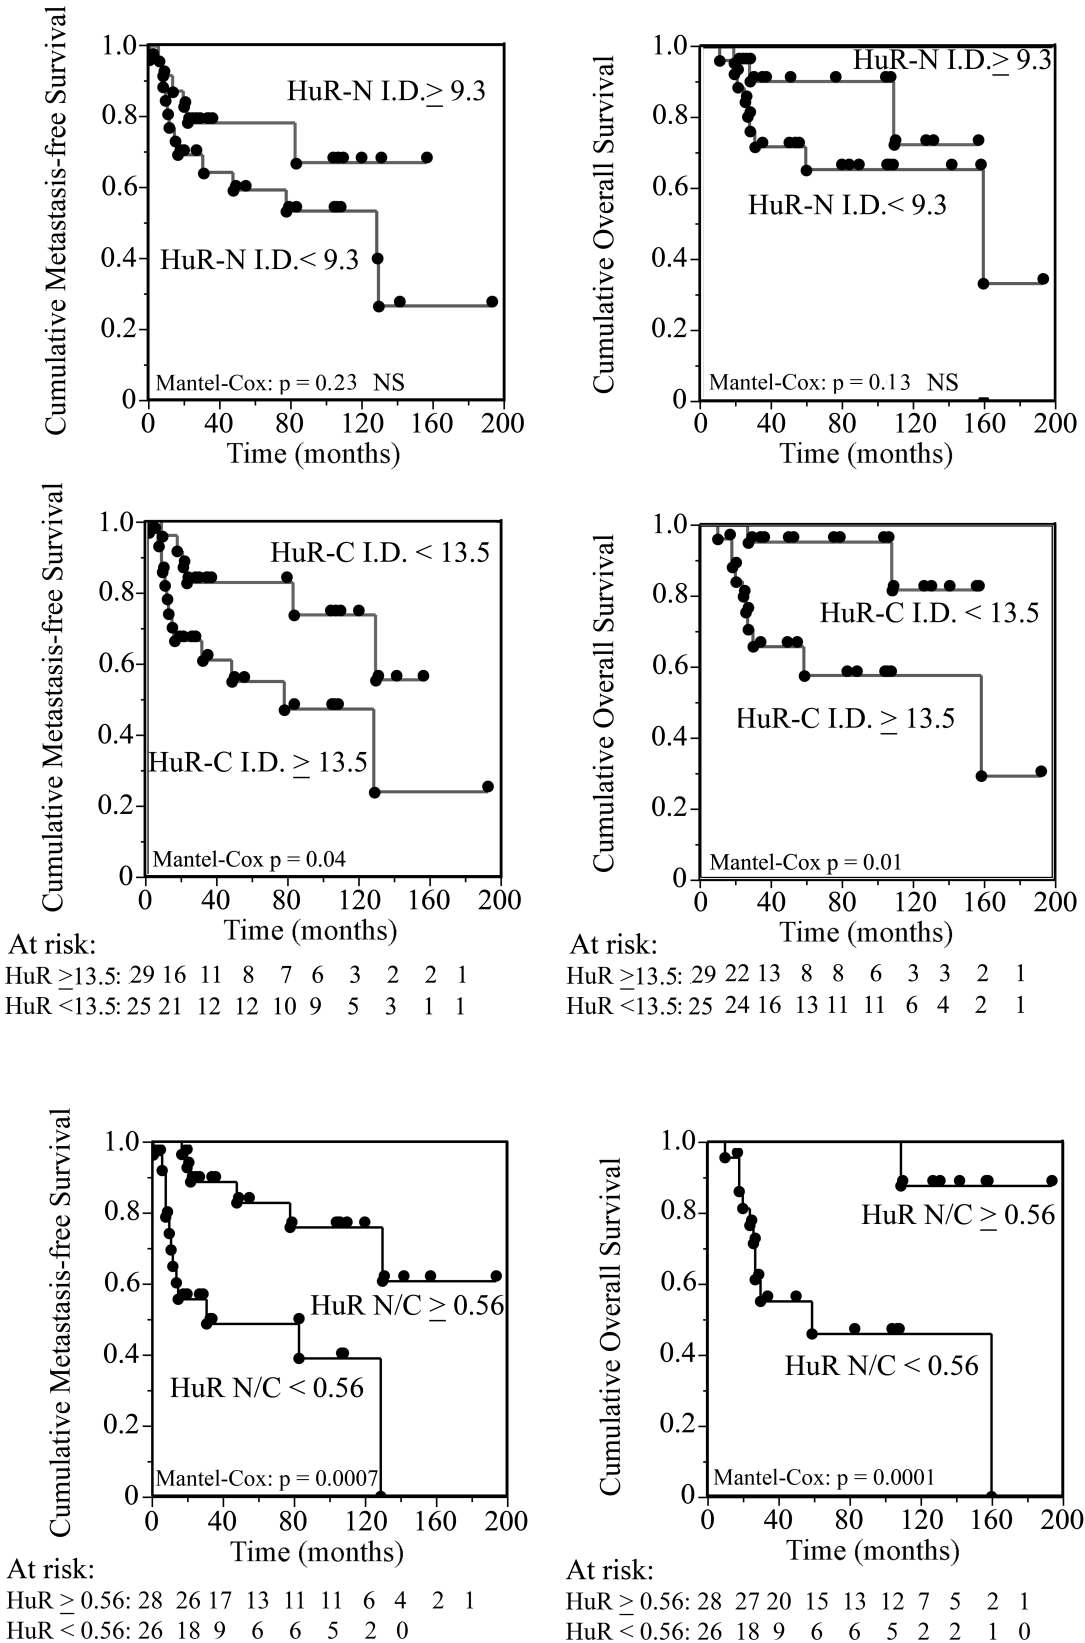 Cumulative Metastasis-free Survival
1.0
0.8
0.6
0.4
0.2
0
HuR-N I.D.≥ 9.3
HuR-N I.D.< 9.3
Mantel-Cox: p = 0.23 NS
0 40 80 120 160 200
Time (months)
Cumulative Overall Survival
1.0
0.8
0.6
0.4
0.2
0
HuR-N I.D.≥ 9.3
HuR-N I.D.< 9.3
Mantel-Cox: p = 0.13 NS
0 40 80 120 160 200
Time (months)
Cumulative Metastasis-free Survival
1.0
0.8
0.6
0.4
0.2
0
HuR-C I.D. < 13.5
HuR-C I.D. ≥ 13.5
Mantel-Cox p = 0.04
0 40 80 120 160 200
Time (months)
At risk:
HuR ≥13.5: 29 16 11 8 7 6 3 2 2 1
HuR <13.5: 25 21 12 12 10 9 5 3 1 1
Cumulative Overall Survival
1.0
0.8
0.6
0.4
0.2
0
HuR-C I.D. < 13.5
HuR-C I.D. ≥ 13.5
Mantel-Cox p = 0.01
0 40 80 120 160 200
Time (months)
At risk:
HuR ≥13.5: 29 22 13 8 8 6 3 3 2 1
HuR <13.5: 25 24 16 13 11 11 6 4 2 1
Cumulative Metastasis-free Survival
1.0
0.8
0.6
0.4
0.2
0
HuR N/C ≥ 0.56
HuR N/C < 0.56
Mantel-Cox: p = 0.0007
0 40 80 120 160 200
Time (months)
At risk:
HuR ≥ 0.56: 28 26 17 13 11 11 6 4 2 1
HuR < 0.56: 26 18 9 6 6 5 2 0
Cumulative Overall Survival
1.0
0.8
0.6
0.4
0.2
0
HuR N/C ≥ 0.56
HuR N/C < 0.56
Mantel-Cox: p = 0.0001
0 40 80 120 160 200
Time (months)
At risk:
HuR ≥ 0.56: 28 27 20 15 13 12 7 5 2 1
HuR < 0.56: 26 18 9 6 6 5 2 2 1 0